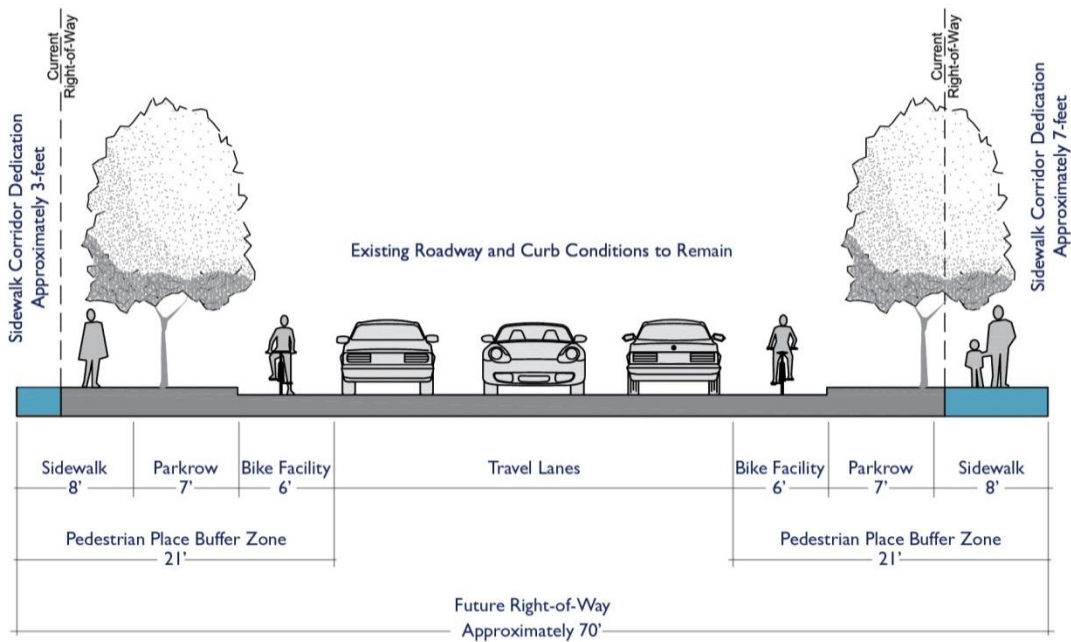 Current
Right-of-Way
Current
Right-of-Way
Sidewalk Corridor Dedication
Approximately 3-feet
Sidewalk Corridor Dedication
Approximately 7-feet
Existing Roadway and Curb Conditions to Remain
Sidewalk
8'
Parkrow
7'
Bike Facility
6'
Travel Lanes
Bike Facility
6'
Parkrow
7'
Sidewalk
8'
Pedestrian Place Buffer Zone
21'
Pedestrian Place Buffer Zone
21'
Future Right-of-Way
Approximately 70'